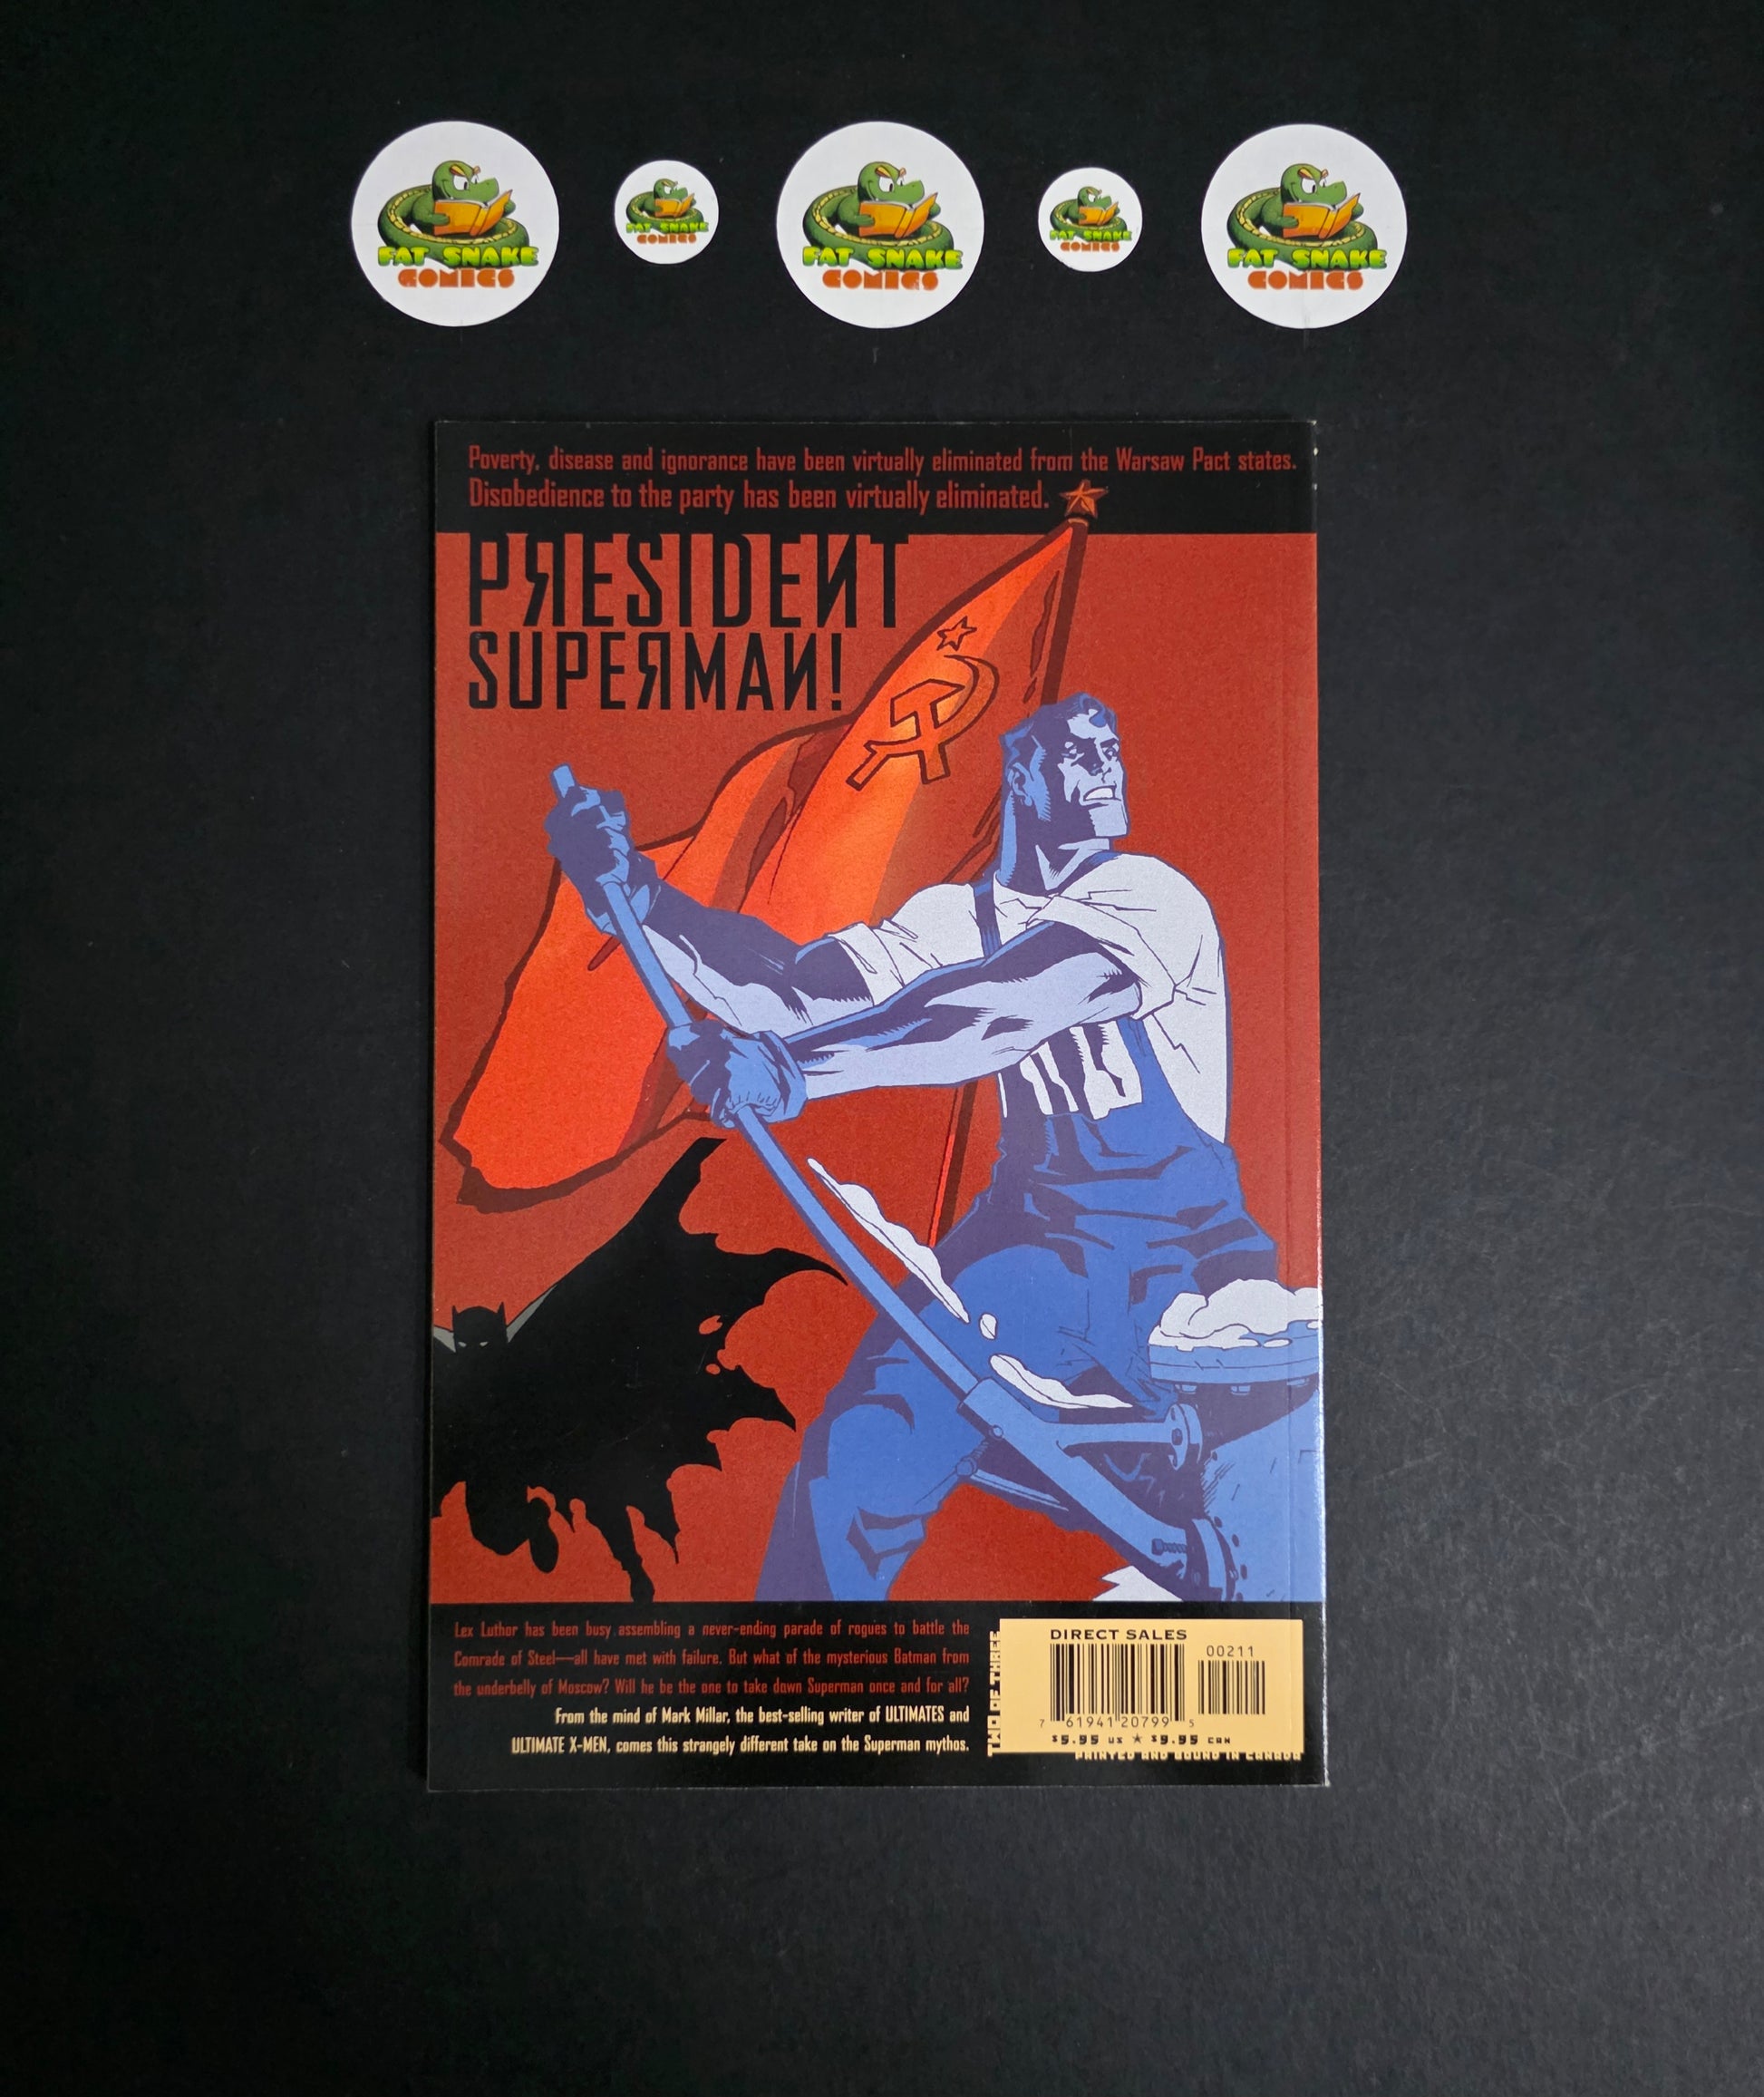 FAT SNAKE
COMICS
FAT SNAKE
COMICS
FAT SNAKE
COMICS
FAT SNAKE
COMICS
FAT SNAKE
COMICS
Poverty, disease and ignorance have been virtually eliminated from the Warsaw Pact states.
Disobedience to the party has been virtually eliminated.
PЯESIDEИT
SUPEЯMAИ!
Lex Luthor has been busy assembling a never-ending parade of rogues to battle the
Comrade of Steel—all have met with failure. But what of the mysterious Batman from
the underbelly of Moscow? Will he be the one to take down Superman once and for all?
From the mind of Mark Millar, the best-selling writer of ULTIMATES and
ULTIMATE X-MEN, comes this strangely different take on the Superman mythos.
TWO OF THREE
DIRECT SALES
00211
7 61941 20799 5
$5.95 US ★ $9.95 CAN
PRINTED AND BOUND IN CANADA